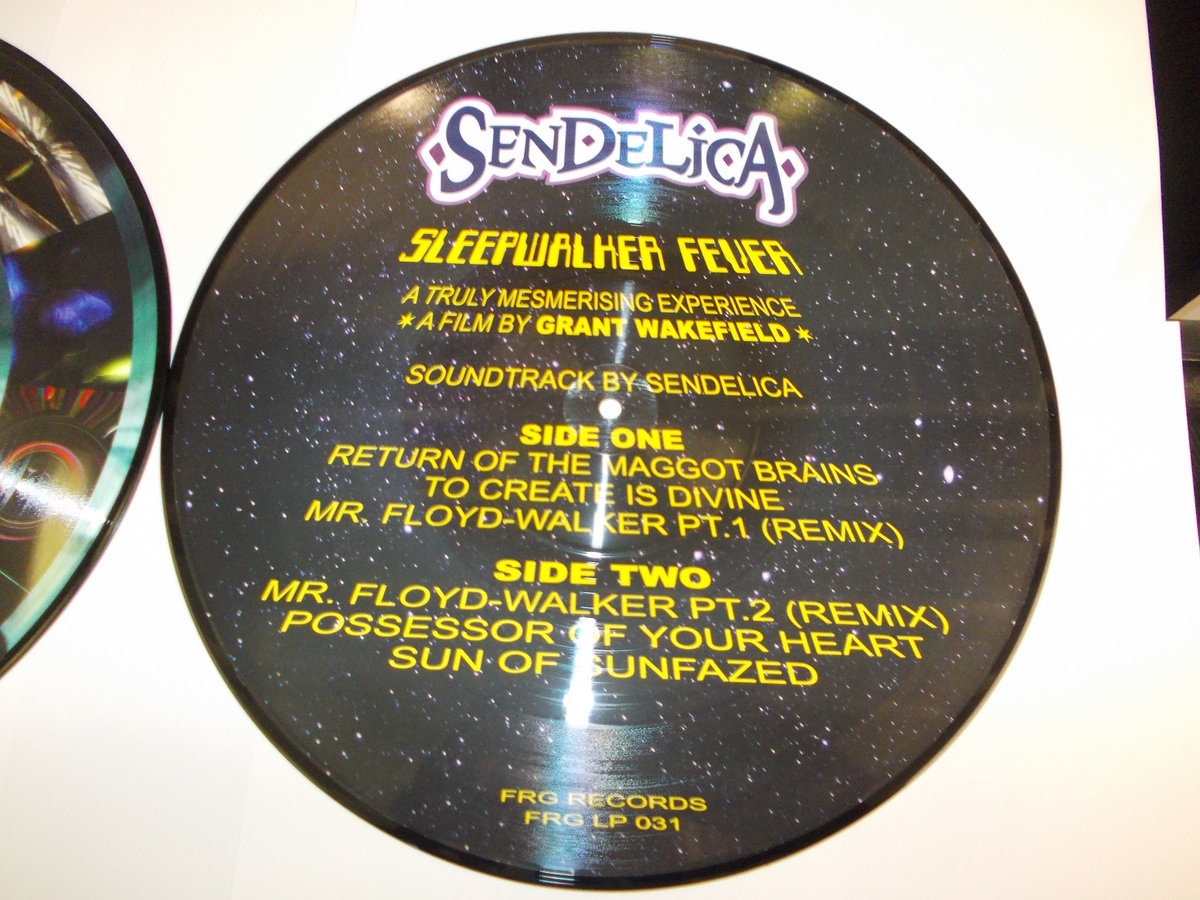 SENDELICA
SLEEPWALKER FEVER
A TRULY MESMERISING EXPERIENCE
* A FILM BY GRANT WAKEFIELD *
SOUNDTRACK BY SENDELICA
SIDE ONE
RETURN OF THE MAGGOT BRAINS
TO CREATE IS DIVINE
MR. FLOYD-WALKER PT.1 (REMIX)
SIDE TWO
MR. FLOYD-WALKER PT.2 (REMIX)
POSSESSOR OF YOUR HEART
SUN OF SUNFAZED
FRG RECORDS
FRG LP 031